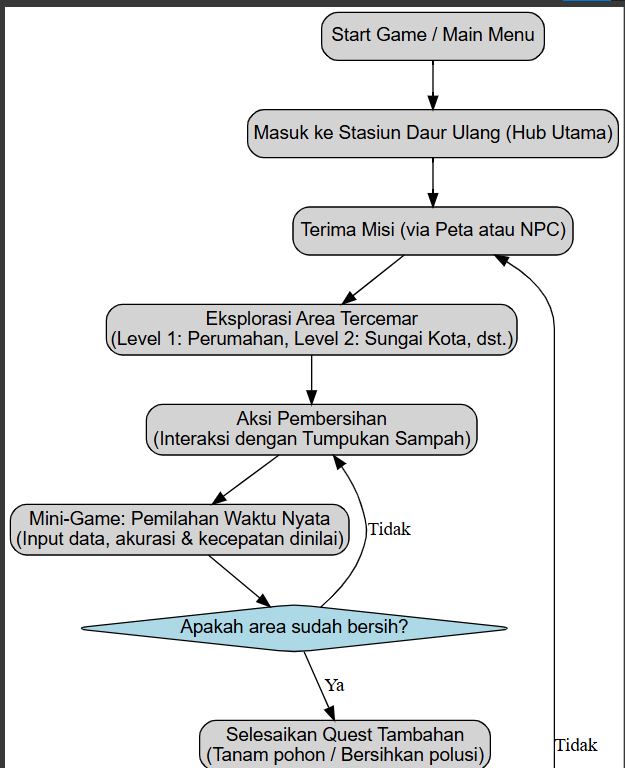 Start Game / Main Menu
Masuk ke Stasiun Daur Ulang (Hub Utama)
Terima Misi (via Peta atau NPC)
Eksplorasi Area Tercemar
(Level 1: Perumahan, Level 2: Sungai Kota, dst.)
Aksi Pembersihan
(Interaksi dengan Tumpukan Sampah)
Mini-Game: Pemilahan Waktu Nyata
(Input data, akurasi & kecepatan dinilai)
Tidak
Apakah area sudah bersih?
Ya
Selesaikan Quest Tambahan
(Tanam pohon / Bersihkan polusi)
Tidak